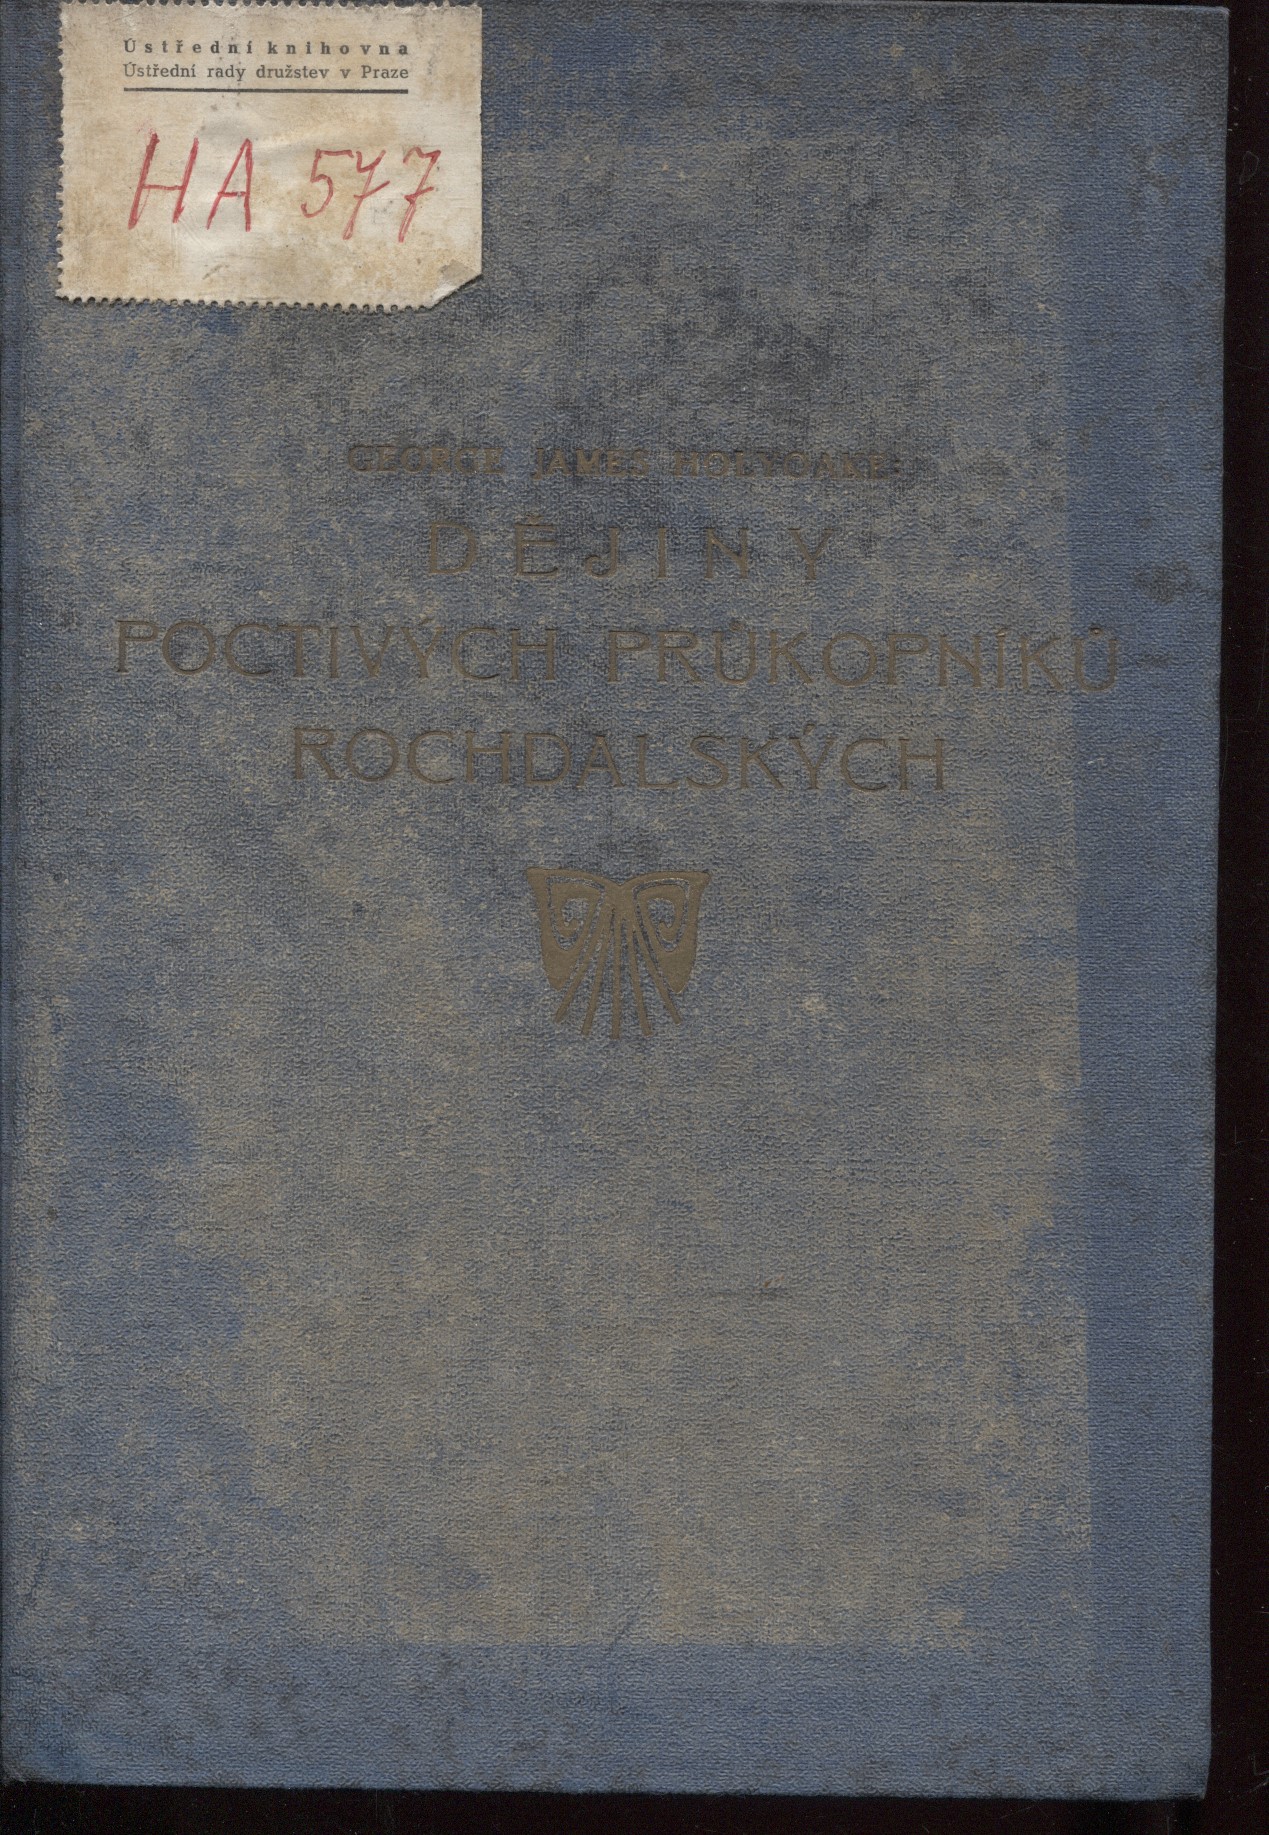 Ústřední knihovna
Ústřední rady družstev v Praze
HA 577
GEORGE JAMES HOLYOAKE:
DĚJINY
POCTIVÝCH PRŮKOPNÍKŮ
ROCHDALSKÝCH